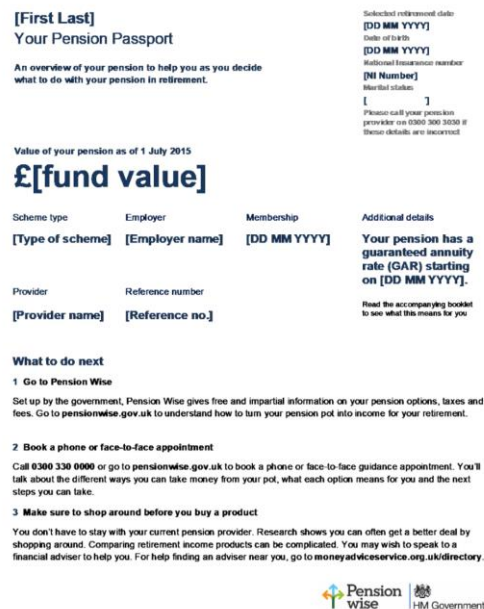 [First Last]
Your Pension Passport
An overview of your pension to help you as you decide
what to do with your pension in retirement.
Selected retirement date
[DD MM YYYY]
Date of birth
[DD MM YYYY]
National Insurance number
[NI Number]
Marital status
[ ]
Please call your pension
provider on 0300 300 3030 if
these details are incorrect
Value of your pension as of 1 July 2015
£[fund value]
Scheme type
[Type of scheme]
Employer
[Employer name]
Membership
[DD MM YYYY]
Additional details
Your pension has a
guaranteed annuity
rate (GAR) starting
on [DD MM YYYY].
Read the accompanying booklet
to see what this means for you
Provider
[Provider name]
Reference number
[Reference no.]
What to do next
1 Go to Pension Wise
Set up by the government, Pension Wise gives free and impartial information on your pension options, taxes and
fees. Go to pensionwise.gov.uk to understand how to turn your pension pot into income for your retirement.
2 Book a phone or face-to-face appointment
Call 0300 330 0000 or go to pensionwise.gov.uk to book a phone or face-to-face guidance appointment. You'll
talk about the different ways you can take money from your pot, what each option means for you and the next
steps you can take.
3 Make sure to shop around before you buy a product
You don't have to stay with your current pension provider. Research shows you can often get a better deal by
shopping around. Comparing retirement income products can be complicated. You may wish to speak to a
financial adviser to help you. For help finding an adviser near you, go to moneyadviceservice.org.uk/directory.
Pension
wise
HM Government